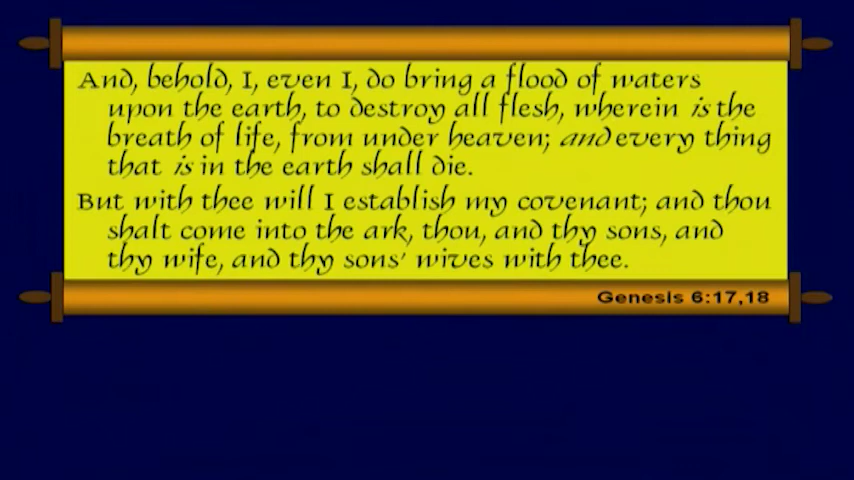 And, behold, I, even I, do bring a flood of waters
upon the earth, to destroy all flesh, wherein is the
breath of life, from under heaven; and every thing
that is in the earth shall die.
But with thee will I establish my covenant; and thou
shalt come into the ark, thou, and thy sons, and
thy wife, and thy sons' wives with thee.
Genesis 6:17,18